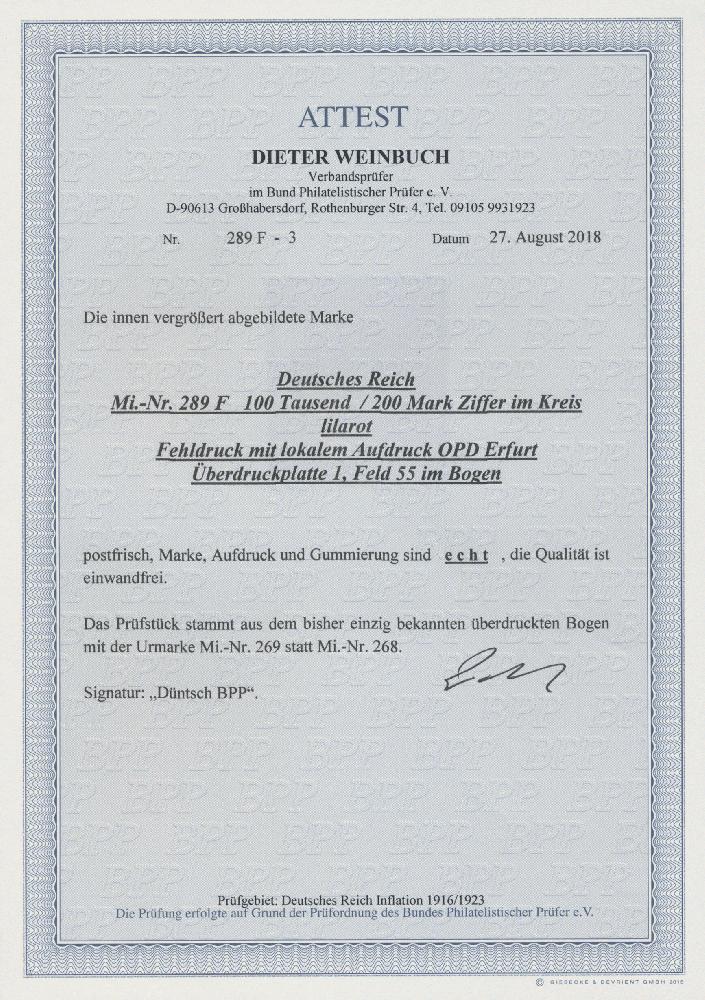 ATTEST
DIETER WEINBUCH
Verbandsprüfer
im Bund Philatelistischer Prüfer e. V.
D-90613 Großhabersdorf, Rothenburger Str. 4, Tel. 09105 9931923
Nr. 289 F - 3 Datum 27. August 2018
Die innen vergrößert abgebildete Marke
Deutsches Reich
Mi.-Nr. 289 F 100 Tausend / 200 Mark Ziffer im Kreis
lilarot
Fehldruck mit lokalem Aufdruck OPD Erfurt
Überdruckplatte 1, Feld 55 im Bogen
postfrisch, Marke, Aufdruck und Gummierung sind e c h t , die Qualität ist
einwandfrei.
Das Prüfstück stammt aus dem bisher einzig bekannten überdruckten Bogen
mit der Urmarke Mi.-Nr. 269 statt Mi.-Nr. 268.
Signatur: „Düntsch BPP“.
Prüfgebiet: Deutsches Reich Inflation 1916/1923
Die Prüfung erfolgte auf Grund der Prüfordnung des Bundes Philatelistischer Prüfer e.V.
© GIESECKE & DEVRIENT GMBH